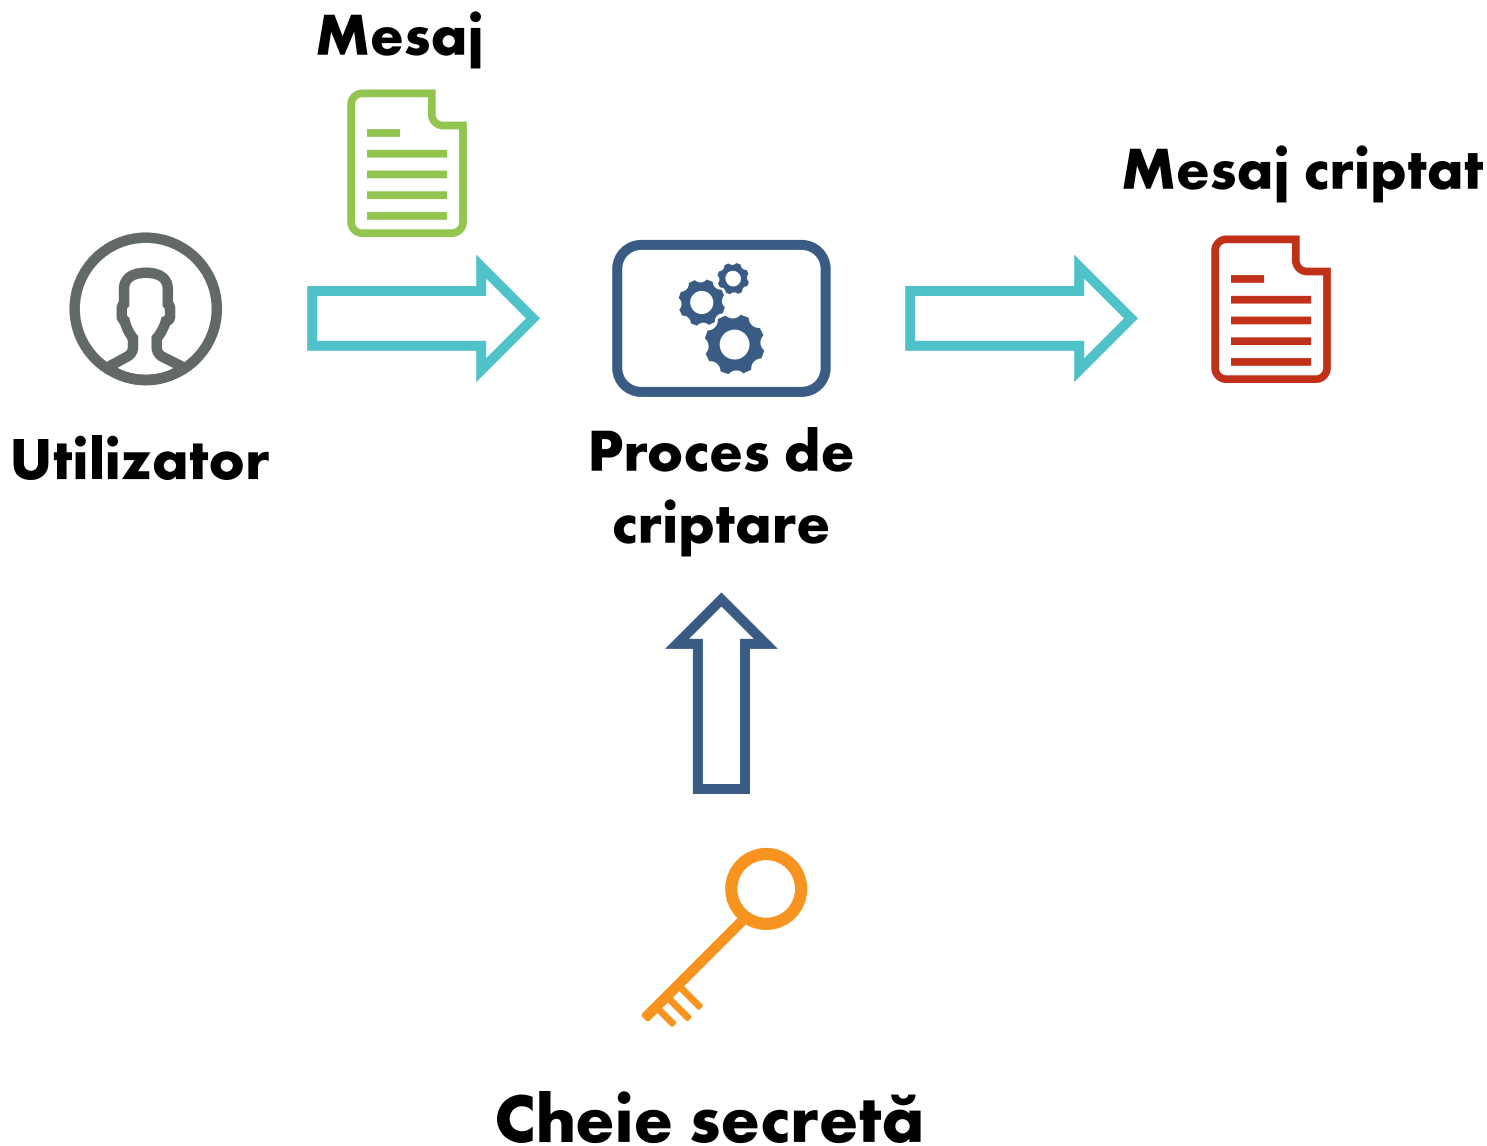 Mesaj
Mesaj criptat
Utilizator
Proces de
criptare
Cheie secretă